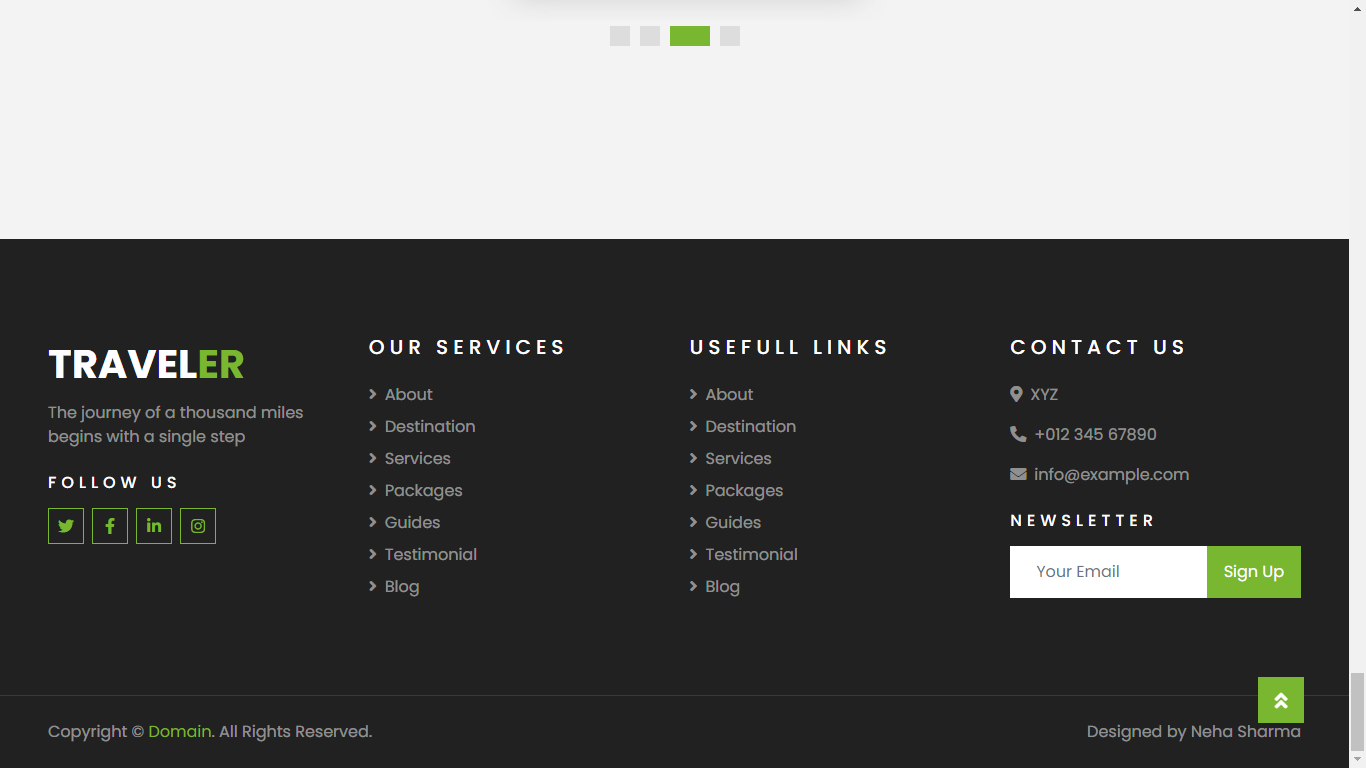 TRAVELER
The journey of a thousand miles
begins with a single step
FOLLOW US
OUR SERVICES
About
Destination
Services
Packages
Guides
Testimonial
Blog
USEFULL LINKS
About
Destination
Services
Packages
Guides
Testimonial
Blog
CONTACT US
XYZ
+012 345 67890
info@example.com
NEWSLETTER
Your Email
Sign Up
Copyright © Domain. All Rights Reserved.
Designed by Neha Sharma